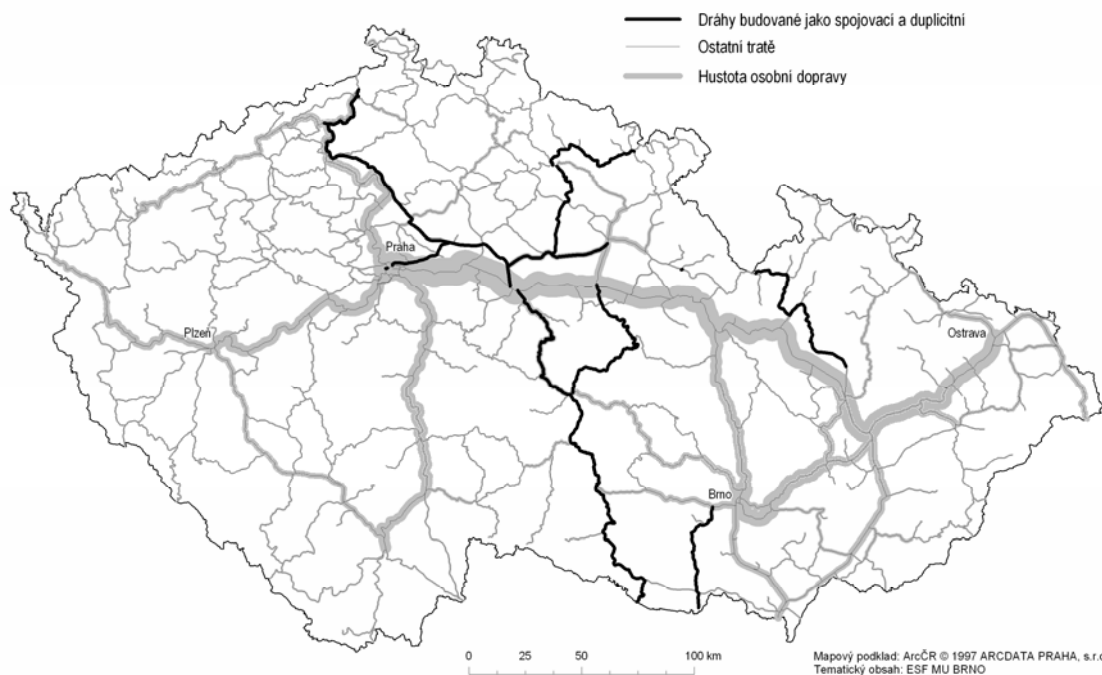 Dráhy budované jako spojovací a duplicitní
Ostatní tratě
Hustota osobní dopravy
Praha
Plzeň
Ostrava
Brno
0 25 50 100 km
Mapový podklad: ArcČR © 1997 ARCDATA PRAHA, s.r.o
Tematický obsah: ESF MU BRNO